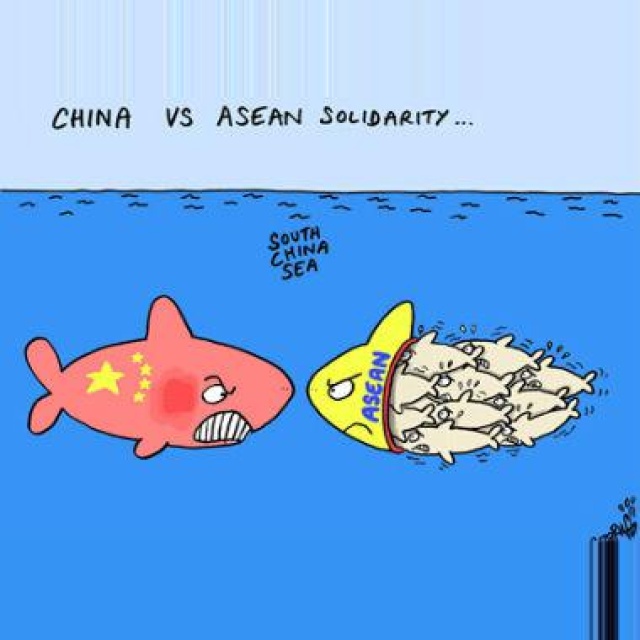 CHINA VS ASEAN SOLIDARITY...
SOUTH
CHINA
SEA
ASEAN